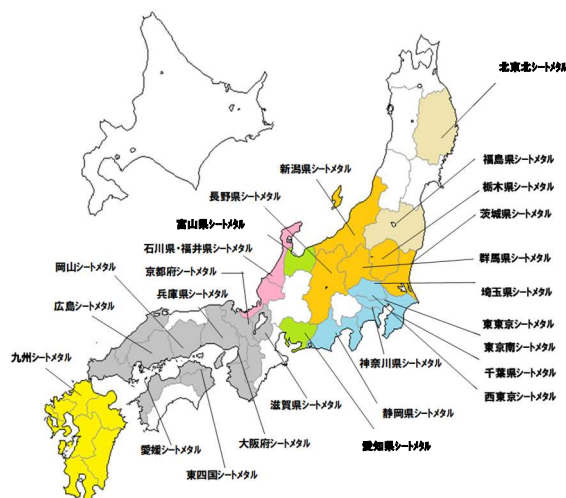 北東北シートメタル
福島県シートメタル
新潟県シートメタル
栃木県シートメタル
長野県シートメタル
茨城県シートメタル
富山県シートメタル
石川県・福井県シートメタル
群馬県シートメタル
岡山シートメタル
京都府シートメタル
埼玉県シートメタル
兵庫県シートメタル
広島シートメタル
東東京シートメタル
東京南シートメタル
九州シートメタル
神奈川県シートメタル
千葉県シートメタル
西東京シートメタル
滋賀県シートメタル
静岡県シートメタル
愛媛シートメタル
大阪府シートメタル
愛知県シートメタル
東四国シートメタル